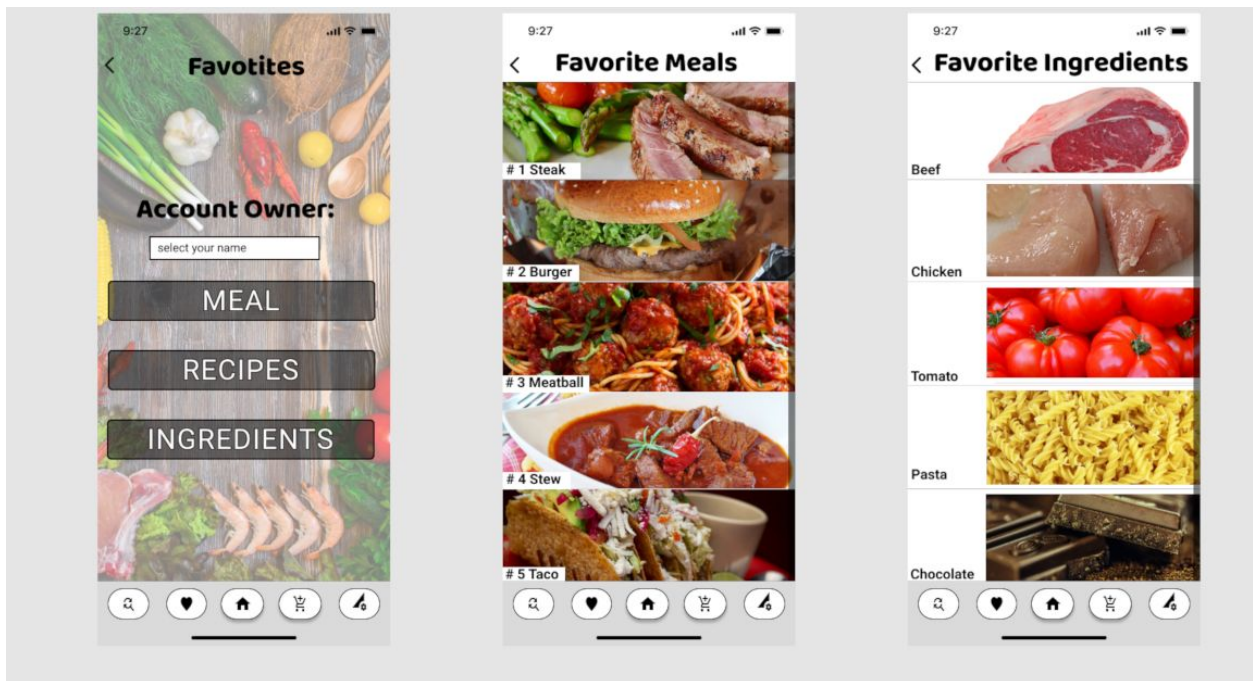 9:27
Favotites
Account Owner:
select your name
MEAL
RECIPES
INGREDIENTS
9:27
Favorite Meals
# 1 Steak
# 2 Burger
# 3 Meatball
# 4 Stew
# 5 Taco
9:27
Favorite Ingredients
Beef
Chicken
Tomato
Pasta
Chocolate